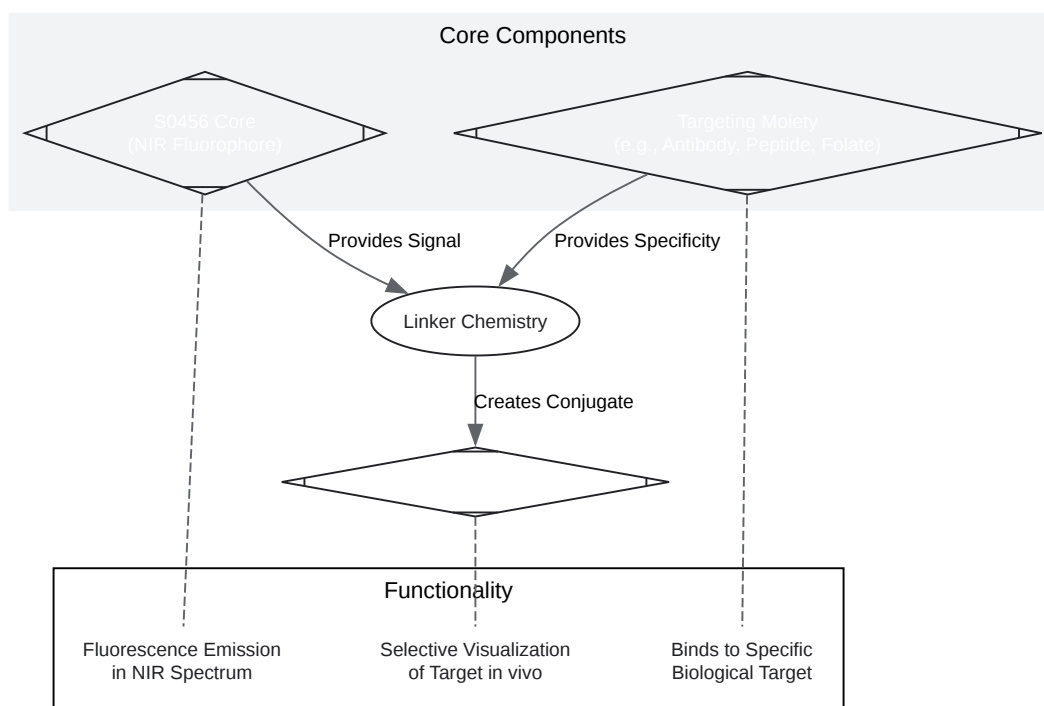 Core Components
S0456 Core
(NIR Fluorophore)
Targeting Moiety
(e.g., Antibody, Peptide, Folate)
Provides Signal
Provides Specificity
Linker Chemistry
Creates Conjugate
Functionality
Fluorescence Emission
in NIR Spectrum
Selective Visualization
of Target in vivo
Binds to Specific
Biological Target